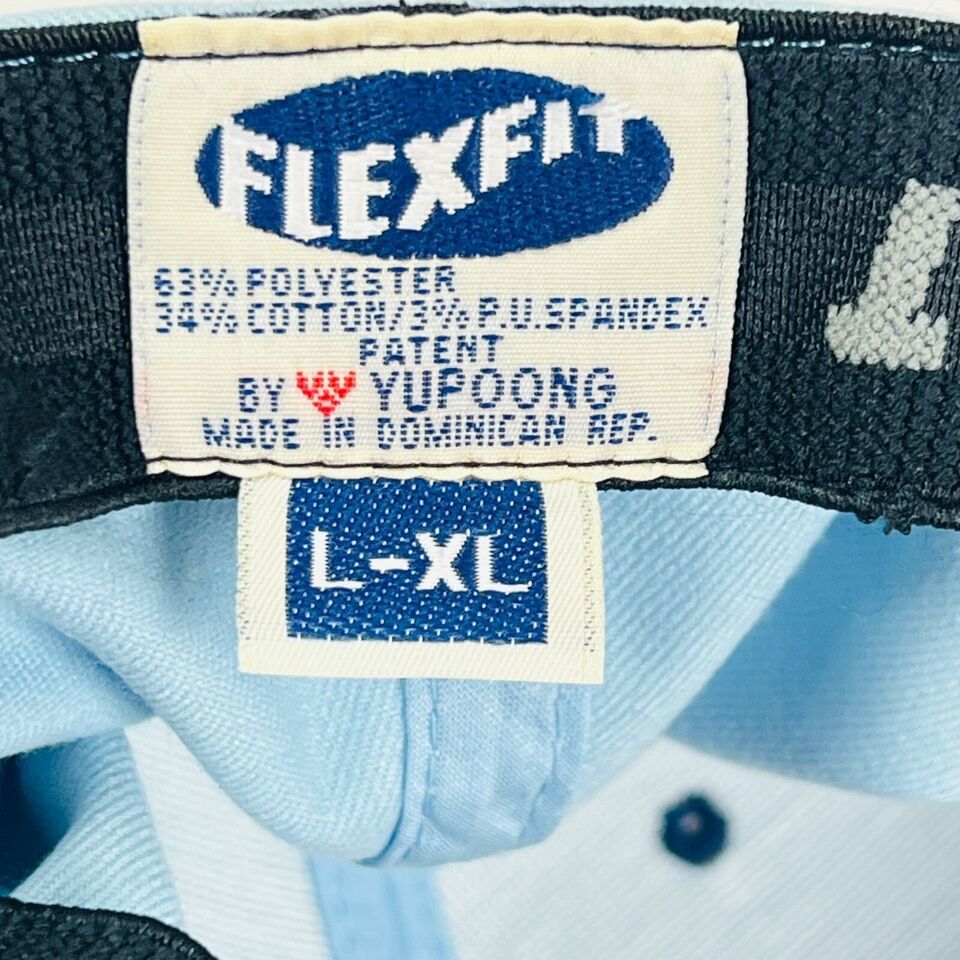 FLEXFIT
63% POLYESTER
34% COTTON/3% P.U.SPANDEX
PATENT
BY YUPOONG
MADE IN DOMINICAN REP.
L-XL